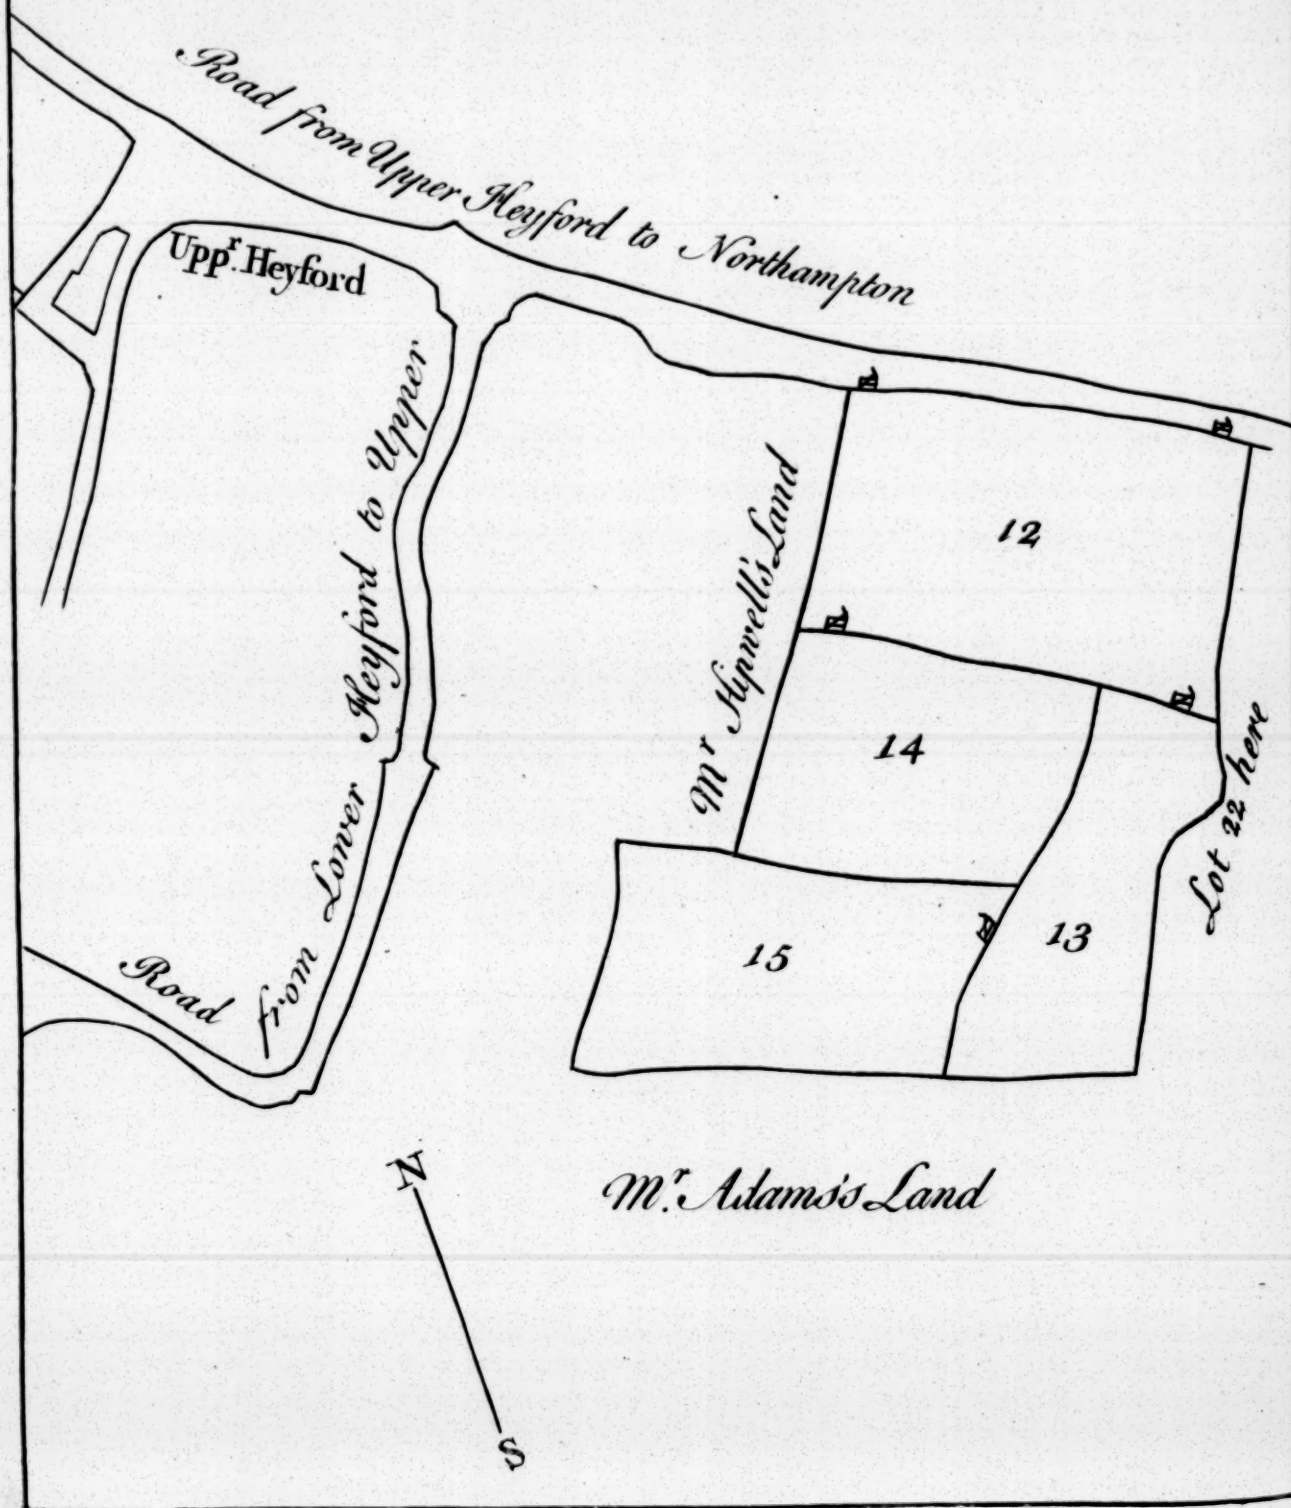 Road from Upper Heyford to Northampton
Uppʳ. Heyford
Road from Lower Heyford to Upper
Mʳ Hipwell's Land
12
14
Lot 22 here
13
15
N
S
Mʳ. Adams's Land